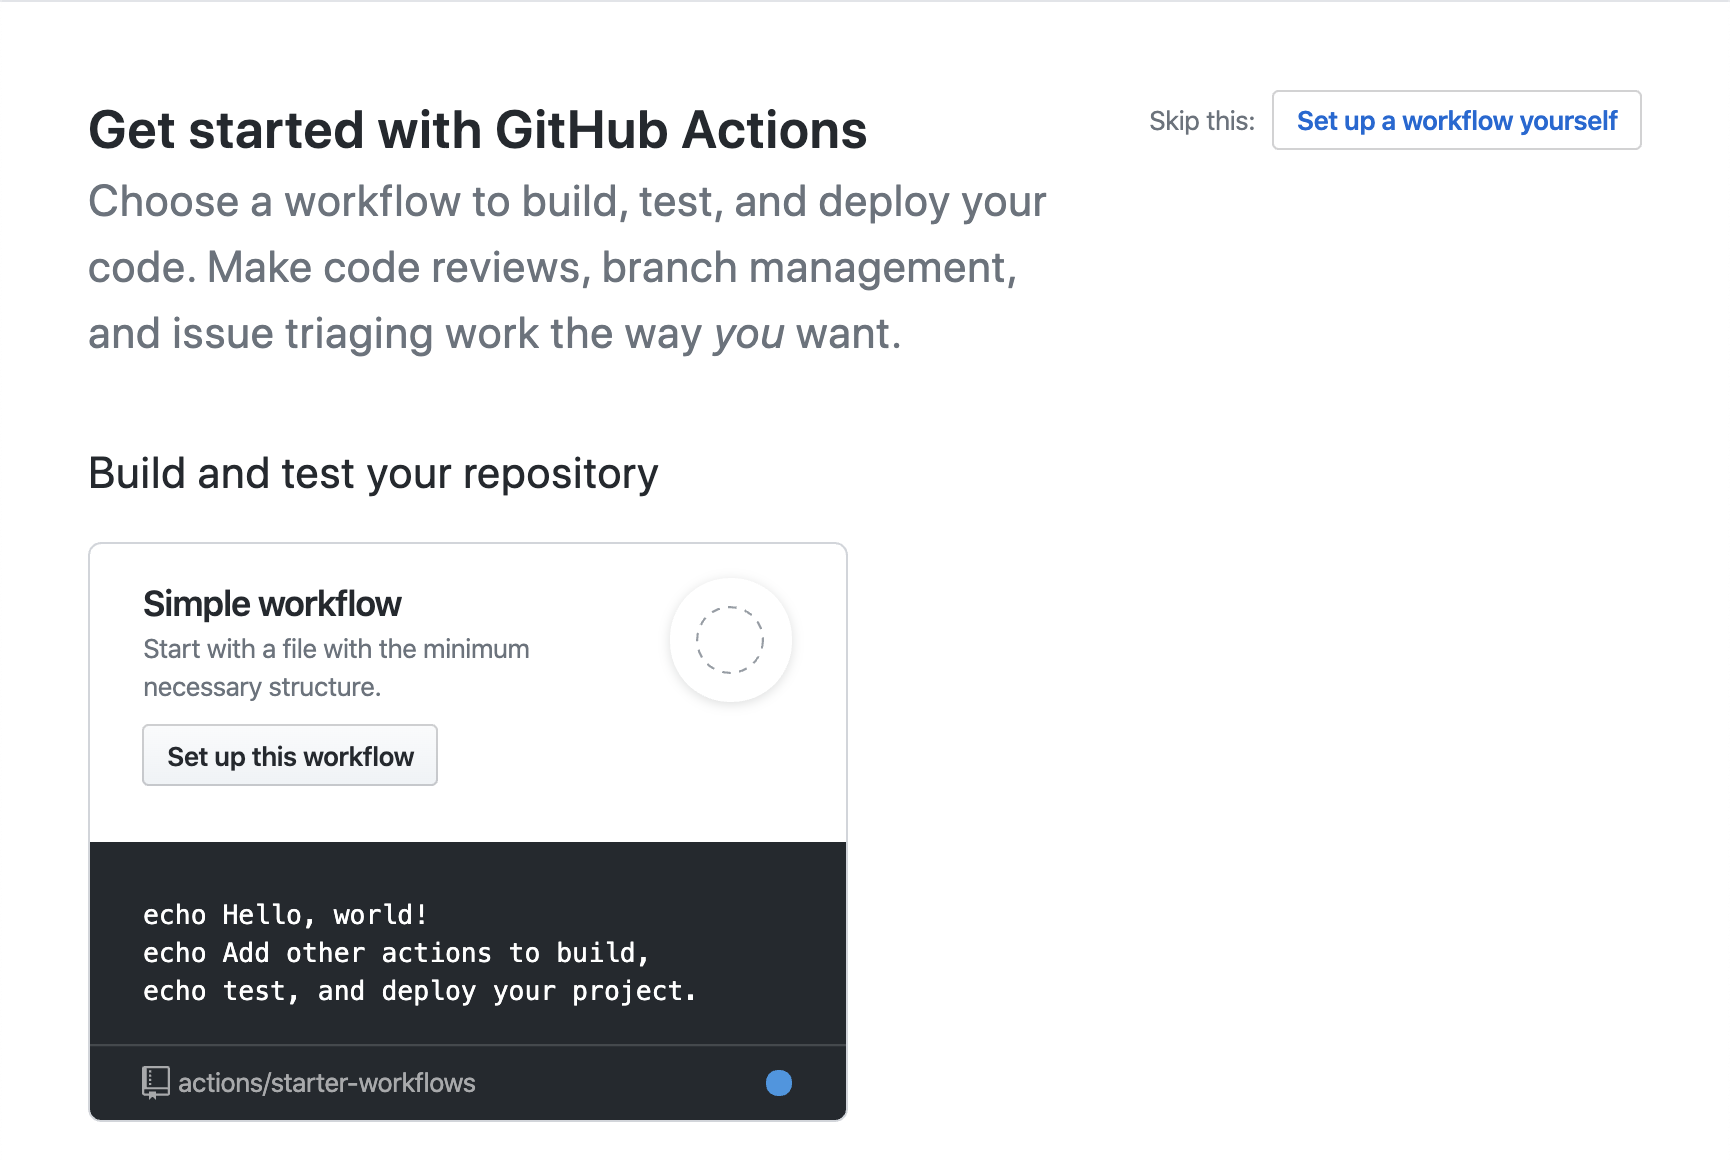 Get started with GitHub Actions
Skip this: Set up a workflow yourself
Choose a workflow to build, test, and deploy your
code. Make code reviews, branch management,
and issue triaging work the way you want.
Build and test your repository
Simple workflow
Start with a file with the minimum
necessary structure.
Set up this workflow
echo Hello, world!
echo Add other actions to build,
echo test, and deploy your project.
actions/starter-workflows